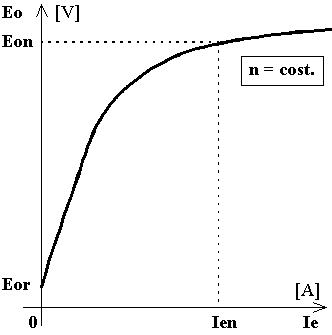 Eo [V]
Eon
n = cost.
Eor
[A]
0 Ien Ie